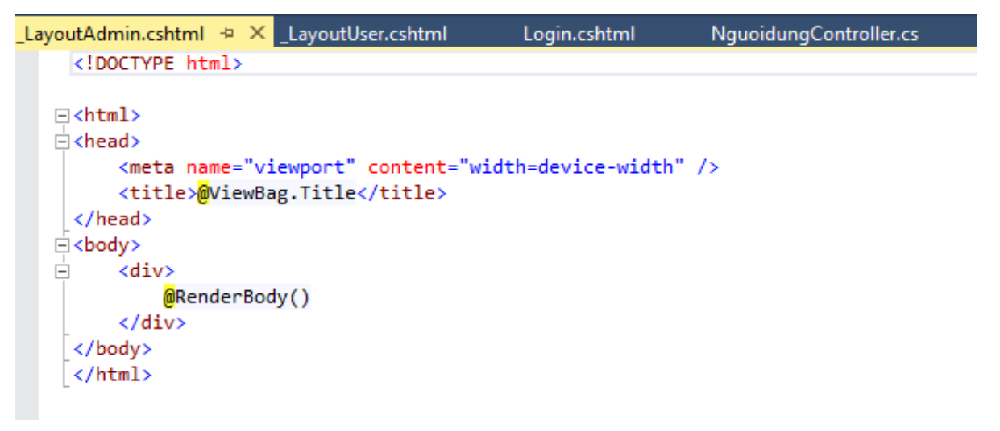 _LayoutAdmin.cshtml _LayoutUser.cshtml Login.cshtml NguoidungController.cs
<!DOCTYPE html>
<html>
<head>
<meta name="viewport" content="width=device-width" />
<title>@ViewBag.Title</title>
</head>
<body>
<div>
@RenderBody()
</div>
</body>
</html>